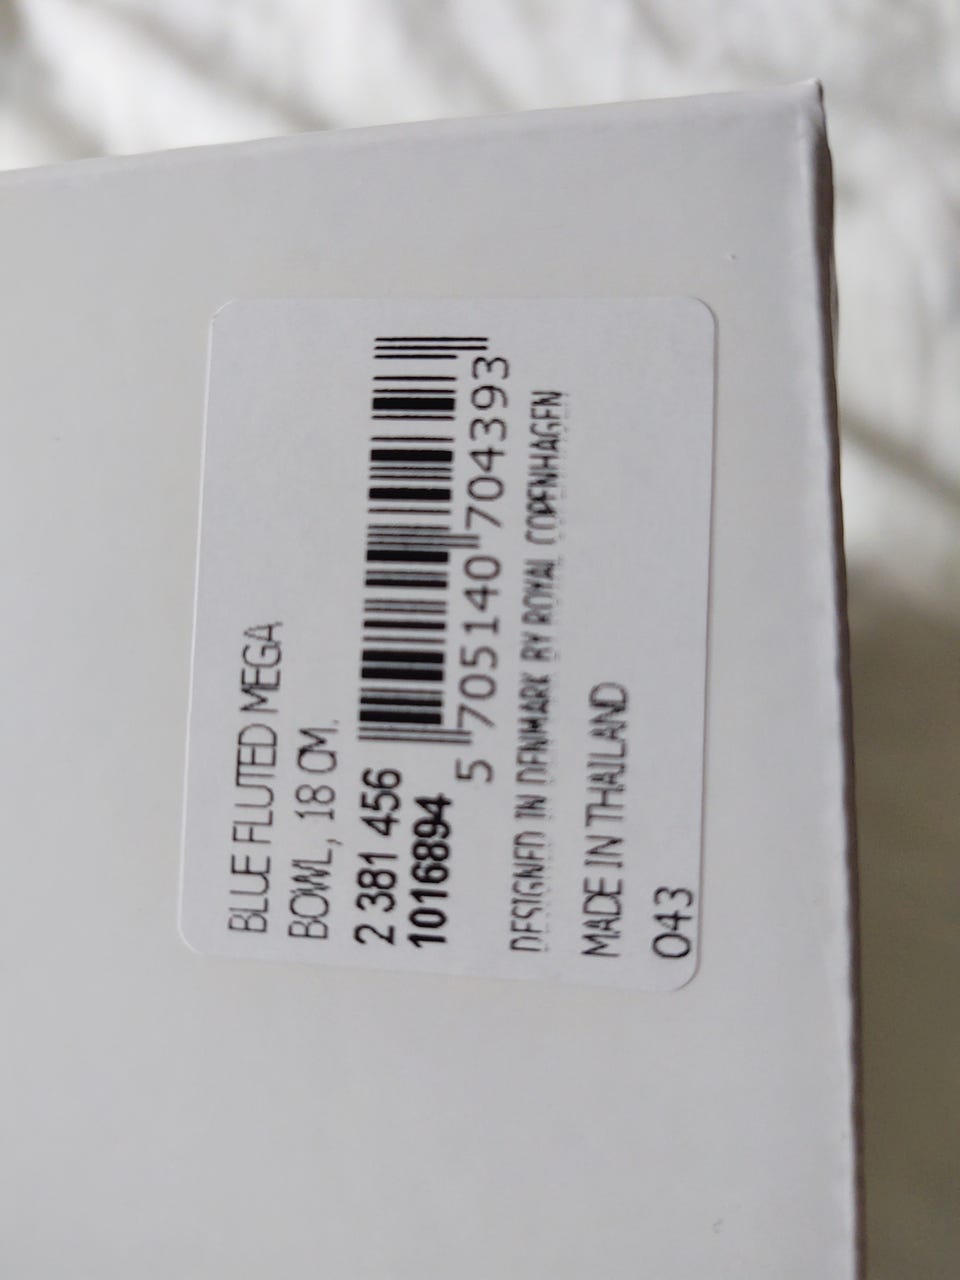 BLUE FLUTED MEGA
BOWL, 18 CM.
2 381 456
1016894
5 705140 704393
DESIGNED IN DENMARK BY ROYAL COPENHAGEN
MADE IN THAILAND
043